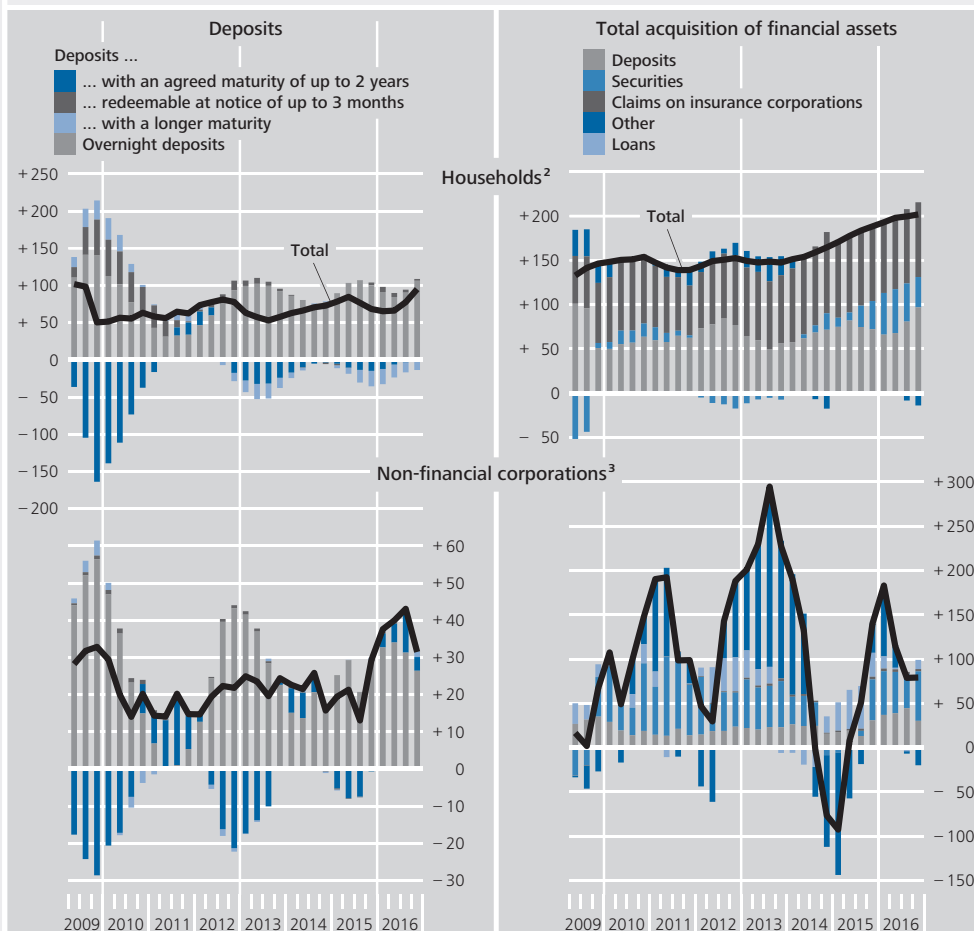 Deposits
Deposits ...
... with an agreed maturity of up to 2 years
... redeemable at notice of up to 3 months
... with a longer maturity
Overnight deposits
Total acquisition of financial assets
Deposits
Securities
Claims on insurance corporations
Other
Loans
Households²
+ 250
+ 200
+ 150
+ 100
+ 50
0
− 50
− 100
− 150
− 200
Total
+ 200
+ 150
+ 100
+ 50
0
− 50
Total
Non-financial corporations³
+ 60
+ 50
+ 40
+ 30
+ 20
+ 10
0
− 10
− 20
− 30
+ 300
+ 250
+ 200
+ 150
+ 100
+ 50
0
− 50
− 100
− 150
2009 2010 2011 2012 2013 2014 2015 2016
2009 2010 2011 2012 2013 2014 2015 2016